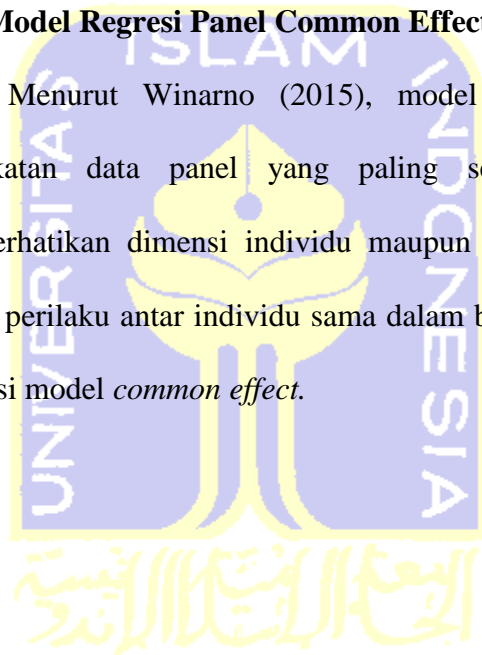 Model Regresi Panel Common Effect
Menurut Winarno (2015), model
katan data panel yang paling se
erhatikan dimensi individu maupun
perilaku antar individu sama dalam b
si model common effect.
ISLAM
UNIVERSITAS
INDONESIA